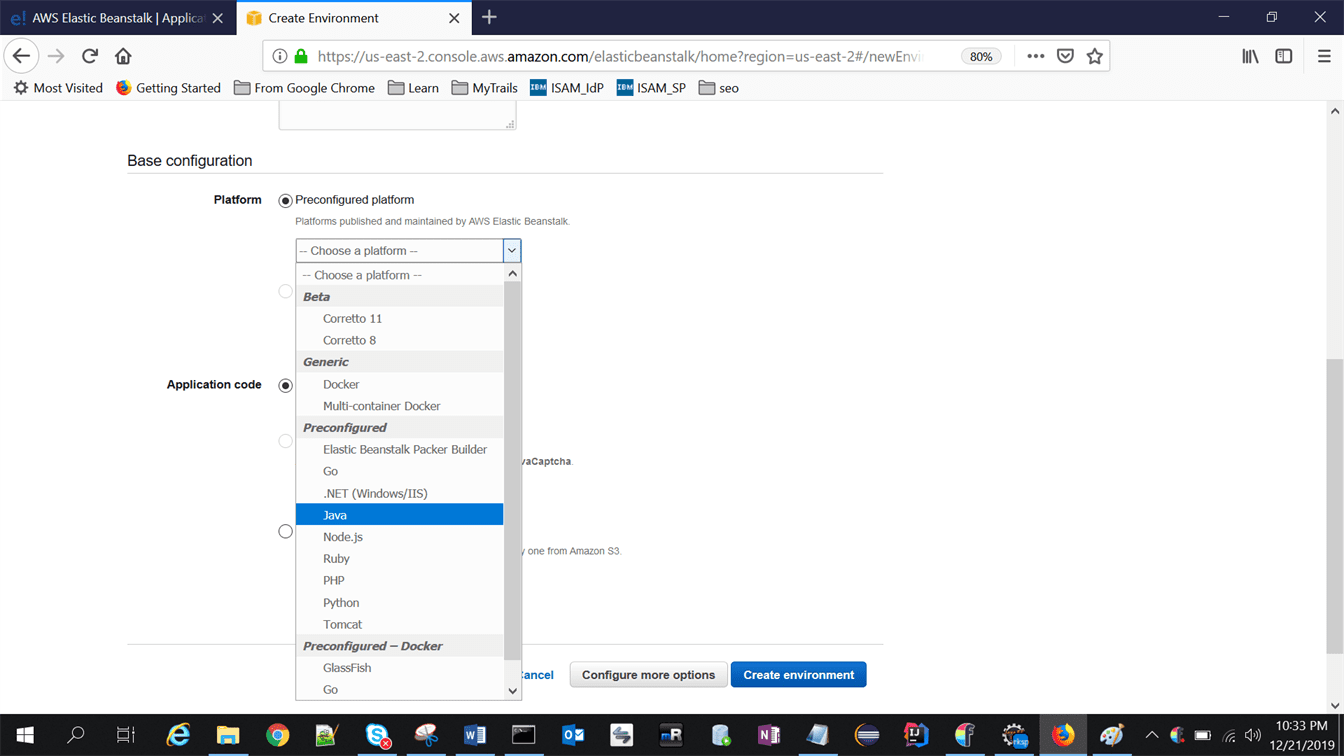 AWS Elastic Beanstalk | Applica
Create Environment
https://us-east-2.console.aws.amazon.com/elasticbeanstalk/home?region=us-east-2#/newEnvi
80%
Most Visited
Getting Started
From Google Chrome
Learn
MyTrails
ISAM_IdP
ISAM_SP
seo
Base configuration
Platform
Preconfigured platform
Platforms published and maintained by AWS Elastic Beanstalk.
-- Choose a platform --
-- Choose a platform --
Beta
Corretto 11
Corretto 8
Generic
Application code
Docker
Multi-container Docker
Preconfigured
Elastic Beanstalk Packer Builder
vaCaptcha.
Go
.NET (Windows/IIS)
Java
Node.js
y one from Amazon S3.
Ruby
PHP
Python
Tomcat
Preconfigured – Docker
GlassFish
Go
Cancel
Configure more options
Create environment
10:33 PM
12/21/201